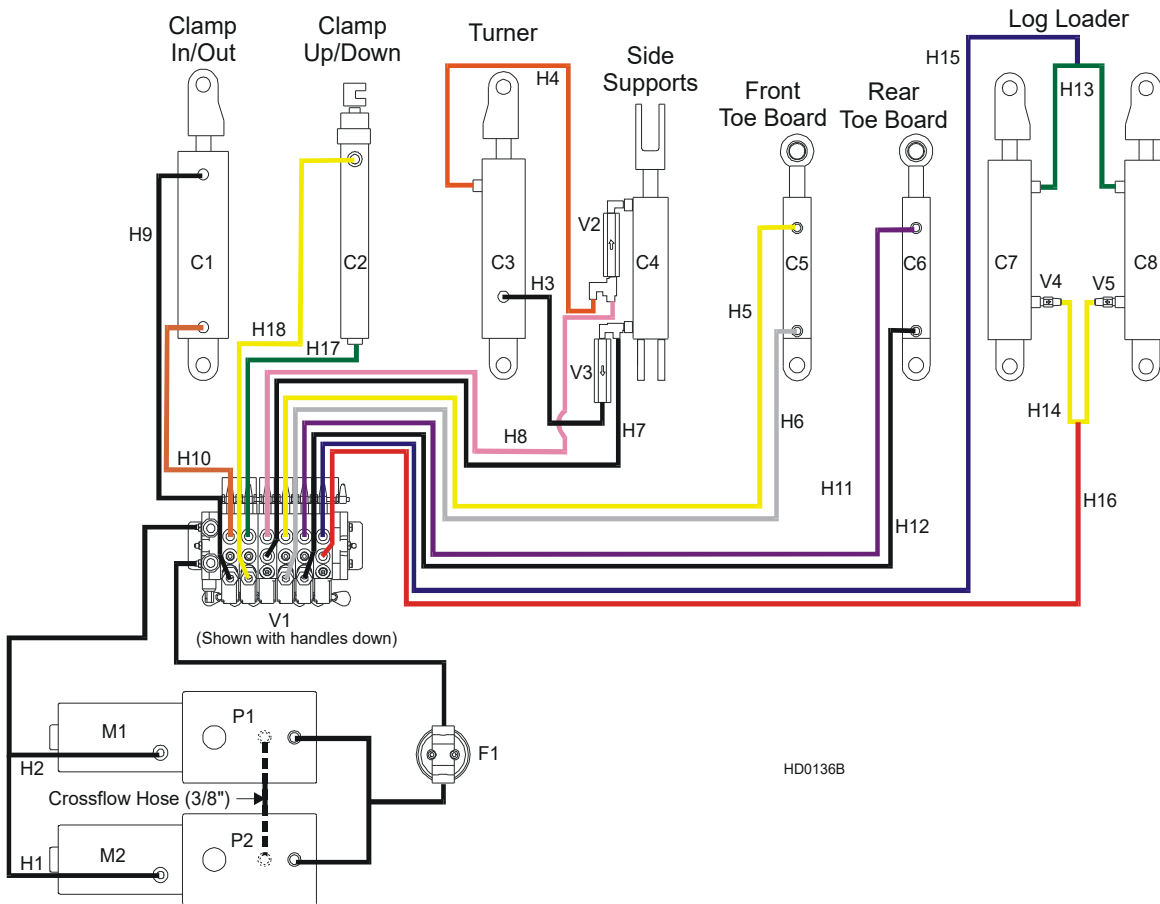 Clamp
In/Out
Clamp
Up/Down
Turner
Side
Supports
Front
Toe Board
Rear
Toe Board
Log Loader
H15
H4
H13
H9
V2
C1
C2
C3
C4
C5
C6
C7
C8
H3
V4
V5
H18
H5
H17
V3
H14
H8
H7
H6
H10
H11
H16
H12
V1
(Shown with handles down)
M1
P1
F1
H2
HD0136B
Crossflow Hose (3/8")
P2
M2
H1